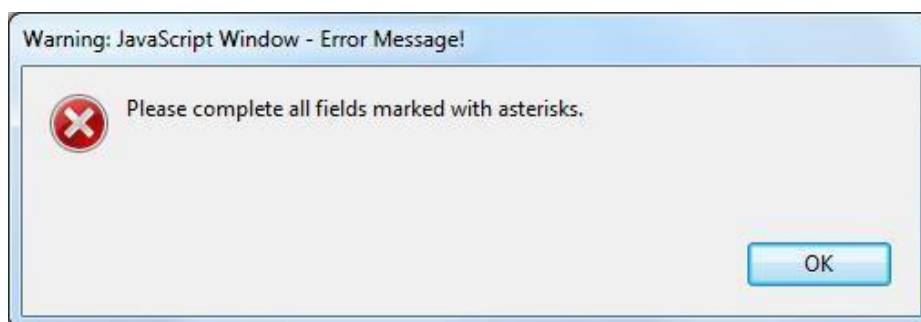 Warning: JavaScript Window - Error Message!
Please complete all fields marked with asterisks.
OK